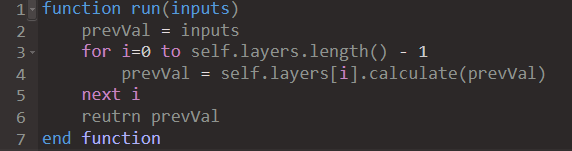 1 function run(inputs)
2 prevVal = inputs
3 for i=0 to self.layers.length() - 1
4 prevVal = self.layers[i].calculate(prevVal)
5 next i
6 reutrn prevVal
7 end function